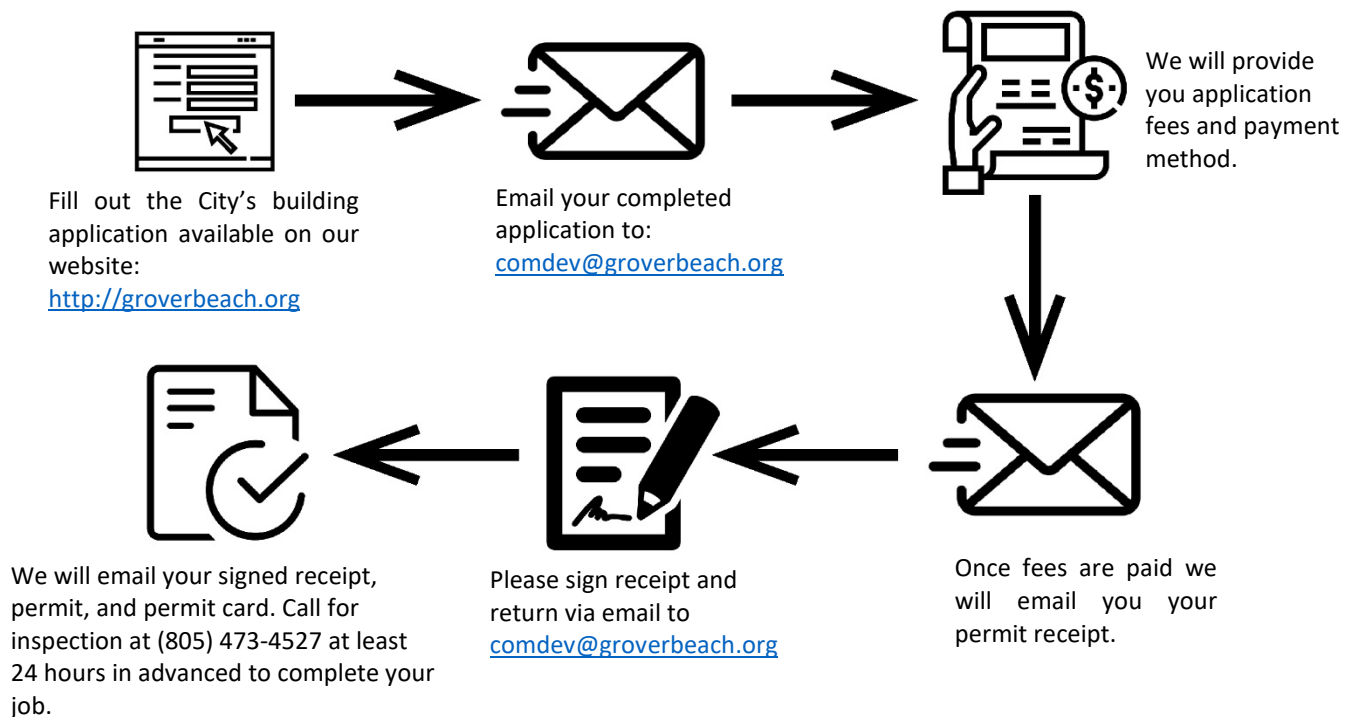 Fill out the City's building
application available on our
website:
http://groverbeach.org
Email your completed
application to:
comdev@groverbeach.org
$
We will provide
you application
fees and payment
method.
Once fees are paid we
will email you your
permit receipt.
Please sign receipt and
return via email to
comdev@groverbeach.org
We will email your signed receipt,
permit, and permit card. Call for
inspection at (805) 473-4527 at least
24 hours in advanced to complete your
job.